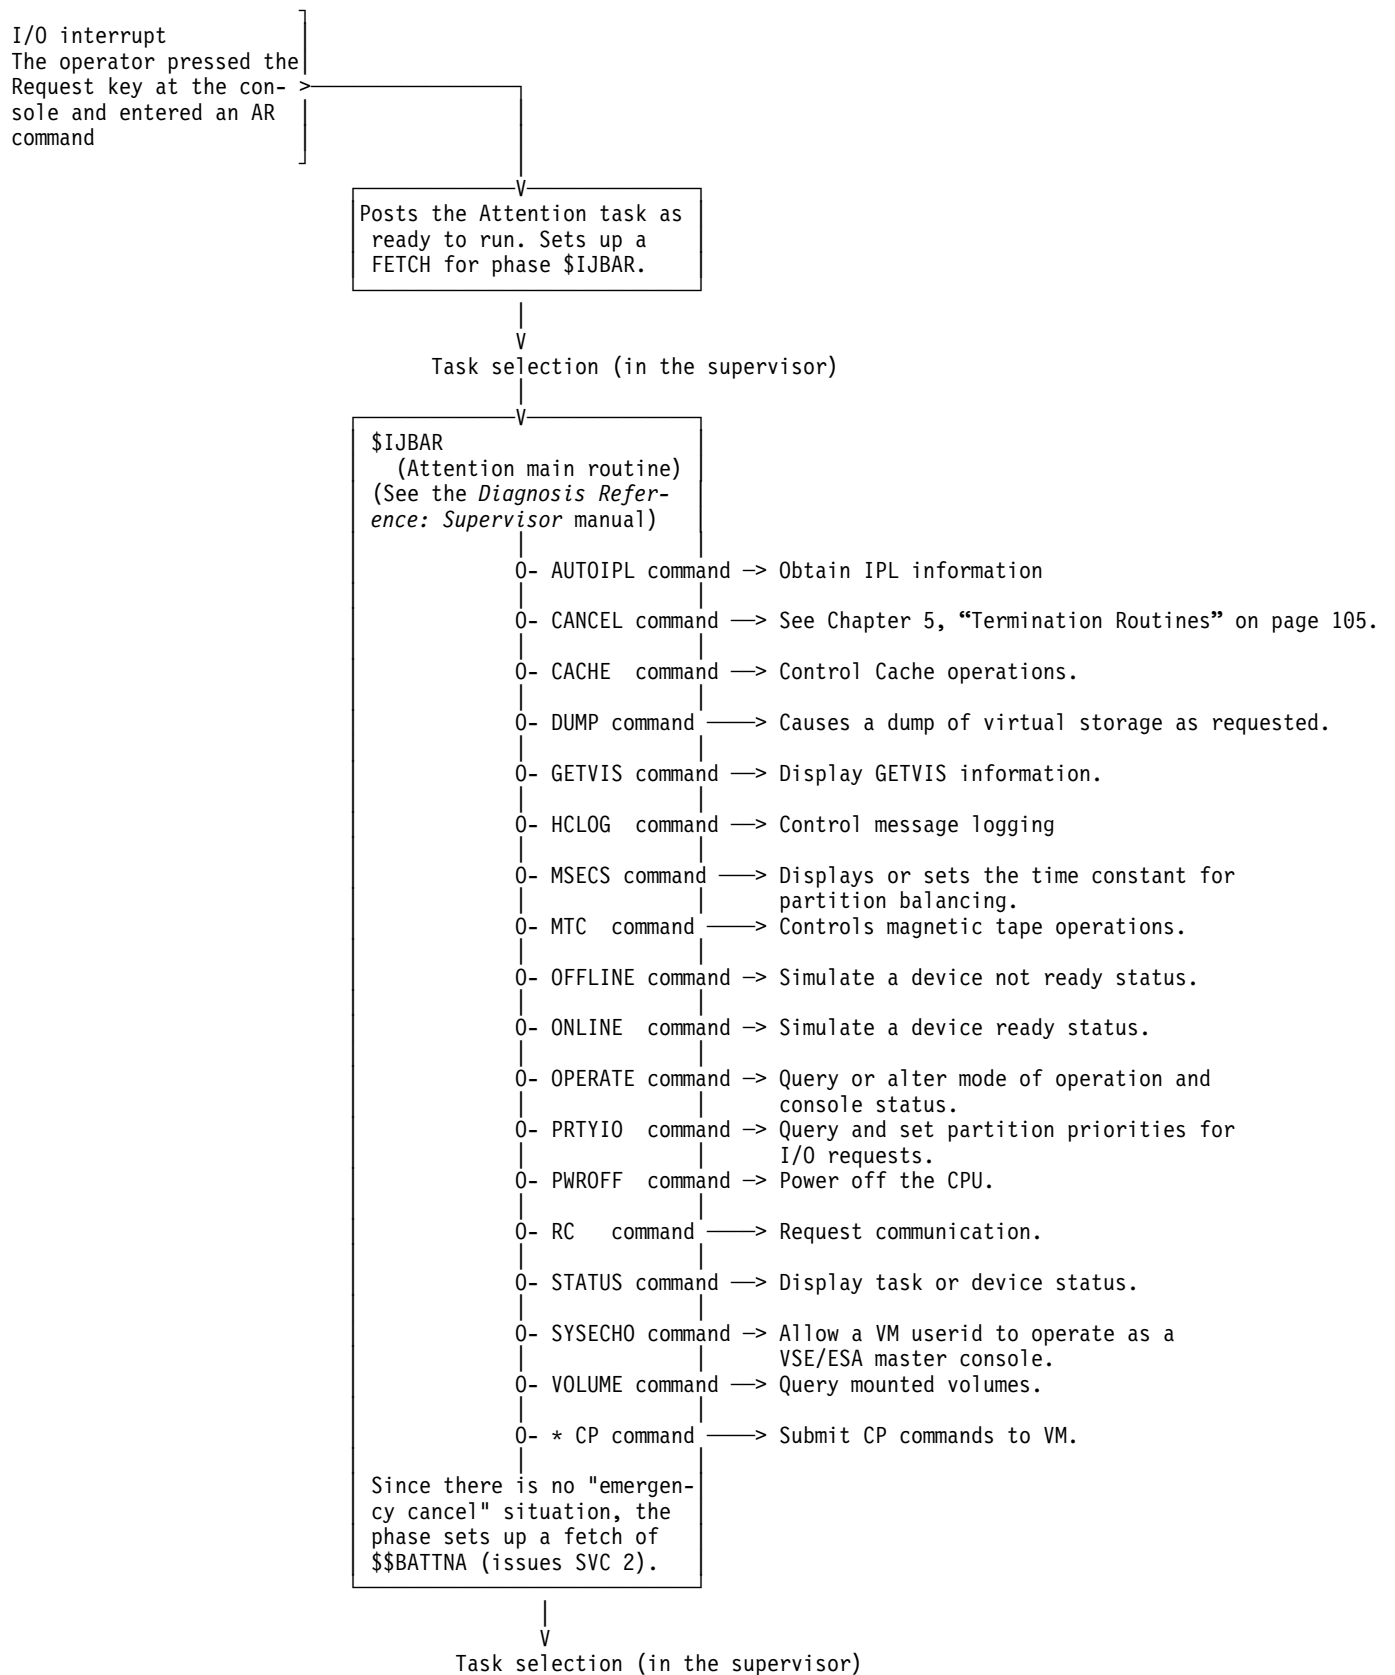 I/O interrupt
The operator pressed the
Request key at the con- >
sole and entered an AR
command
V
Posts the Attention task as
ready to run. Sets up a
FETCH for phase $IJBAR.
V
Task selection (in the supervisor)
V
$IJBAR
(Attention main routine)
(See the Diagnosis Refer-
ence: Supervisor manual)
O- AUTOIPL command —> Obtain IPL information
O- CANCEL command ——> See Chapter 5, “Termination Routines” on page 105.
O- CACHE command ——> Control Cache operations.
O- DUMP command ———> Causes a dump of virtual storage as requested.
O- GETVIS command ——> Display GETVIS information.
O- HCLOG command ——> Control message logging
O- MSECS command ———> Displays or sets the time constant for
partition balancing.
O- MTC command ———> Controls magnetic tape operations.
O- OFFLINE command —> Simulate a device not ready status.
O- ONLINE command —> Simulate a device ready status.
O- OPERATE command —> Query or alter mode of operation and
console status.
O- PRTYIO command —> Query and set partition priorities for
I/O requests.
O- PWROFF command —> Power off the CPU.
O- RC command ———> Request communication.
O- STATUS command ——> Display task or device status.
O- SYSECHO command —> Allow a VM userid to operate as a
VSE/ESA master console.
O- VOLUME command ——> Query mounted volumes.
O- * CP command ———> Submit CP commands to VM.
Since there is no "emergen-
cy cancel" situation, the
phase sets up a fetch of
$$BATTNA (issues SVC 2).
V
Task selection (in the supervisor)